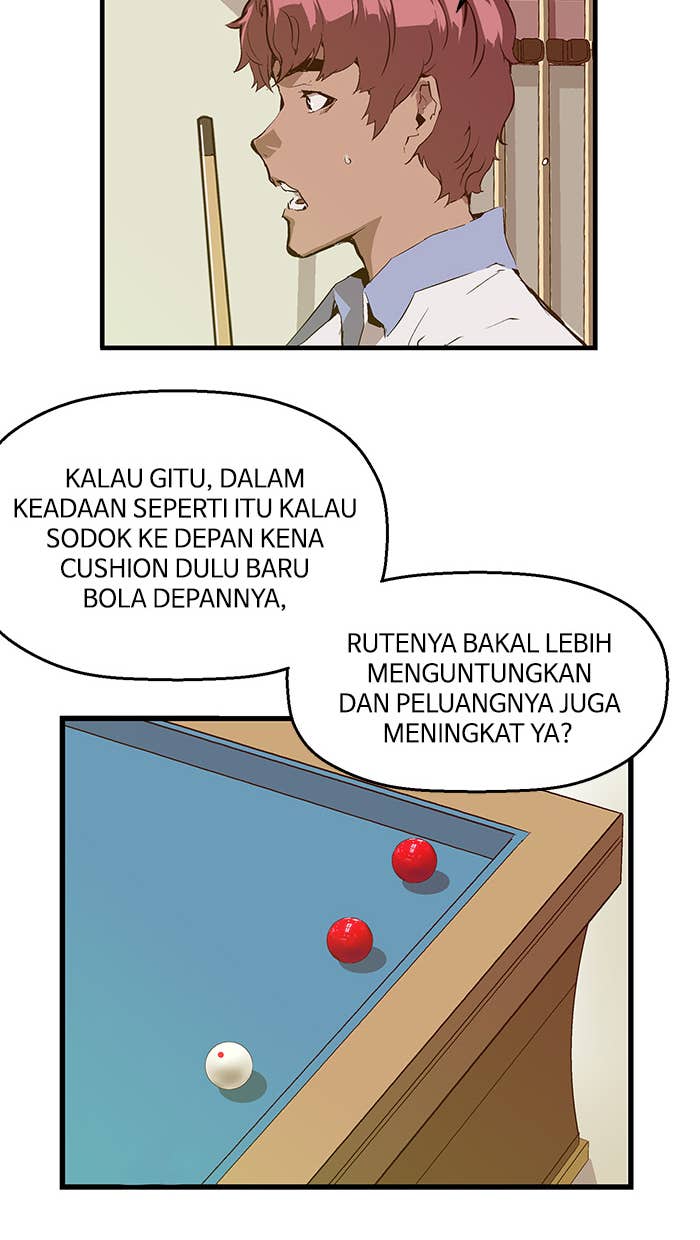 KALAU GITU, DALAM
KEADAAN SEPERTI ITU KALAU
SODOK KE DEPAN KENA
CUSHION DULU BARU
BOLA DEPANNYA,
RUTENYA BAKAL LEBIH
MENGUNTUNGKAN
DAN PELUANGNYA JUGA
MENINGKAT YA?